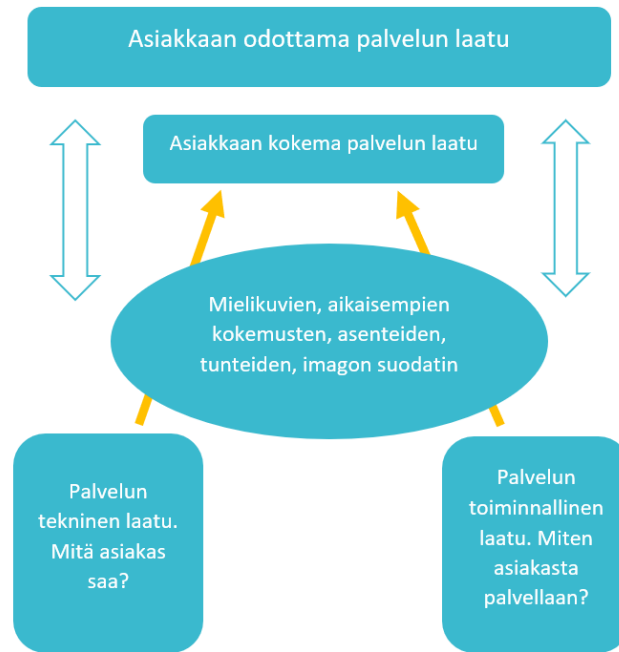 Asiakkaan odottama palvelun laatu
Asiakkaan kokema palvelun laatu
Mielikuvien, aikaisempien
kokemusten, asenteiden,
tunteiden, imagon suodatin
Palvelun
tekninen laatu.
Mitä asiakas
saa?
Palvelun
toiminnallinen
laatu. Miten
asiakasta
palvellaan?